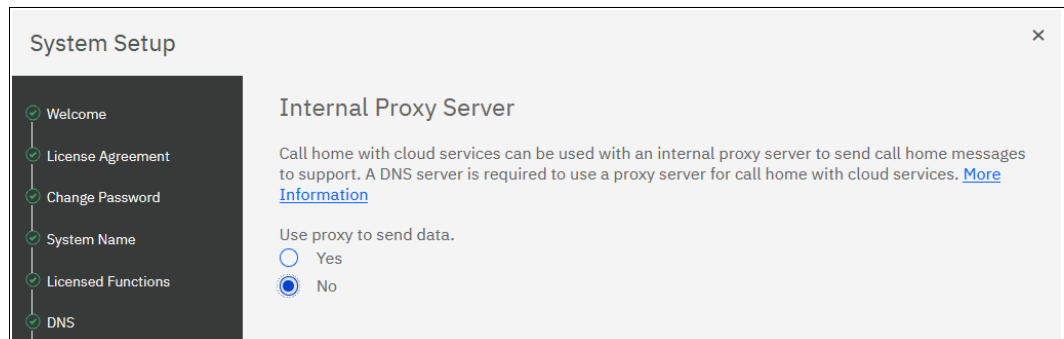 System Setup
Welcome
License Agreement
Change Password
System Name
Licensed Functions
DNS
Internal Proxy Server
Call home with cloud services can be used with an internal proxy server to send call home messages
to support. A DNS server is required to use a proxy server for call home with cloud services. More
Information
Use proxy to send data.
Yes
No